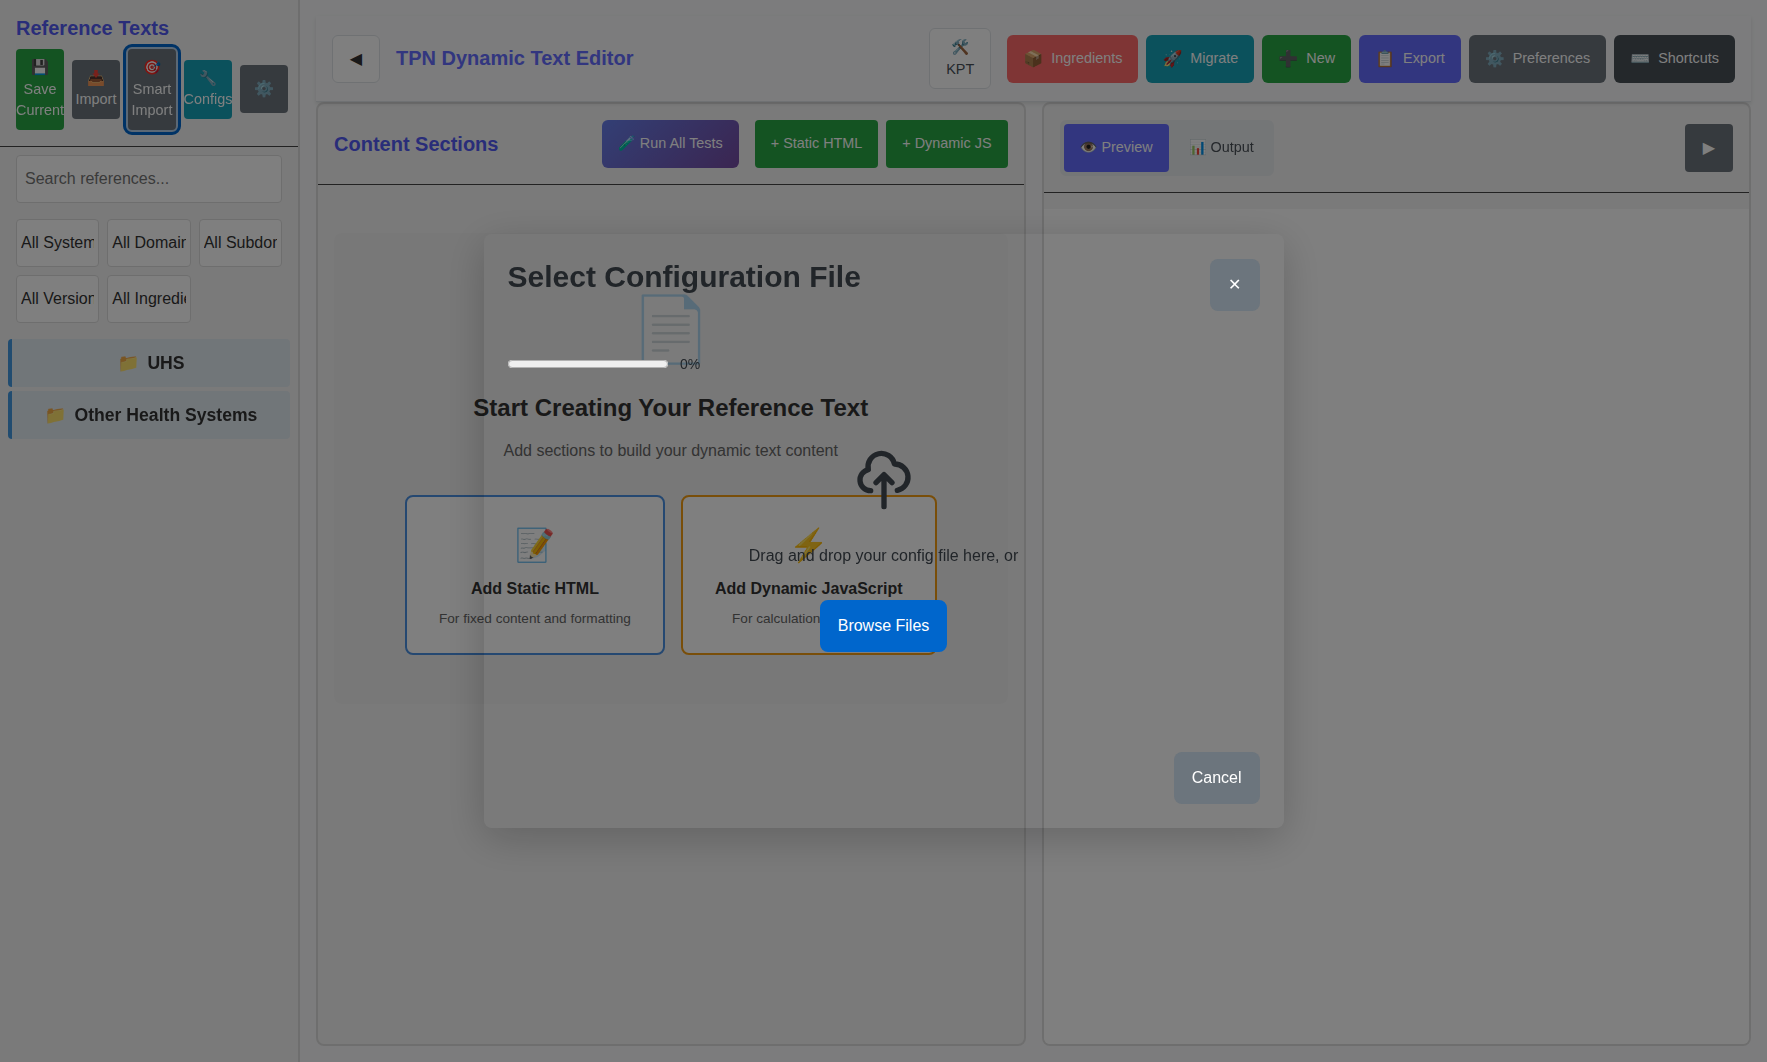 Reference Texts
Save
Current
Import
Smart
Import
Configs
Search references...
All System
All Domair
All Subdor
All Version
All Ingredie
UHS
Other Health Systems
TPN Dynamic Text Editor
KPT
Ingredients
Migrate
New
Export
Preferences
Shortcuts
Content Sections
Run All Tests
+ Static HTML
+ Dynamic JS
Preview
Output
Select Configuration File
0%
Start Creating Your Reference Text
Add sections to build your dynamic text content
Drag and drop your config file here, or
Add Static HTML
For fixed content and formatting
Add Dynamic JavaScript
For calculation
Browse Files
Cancel